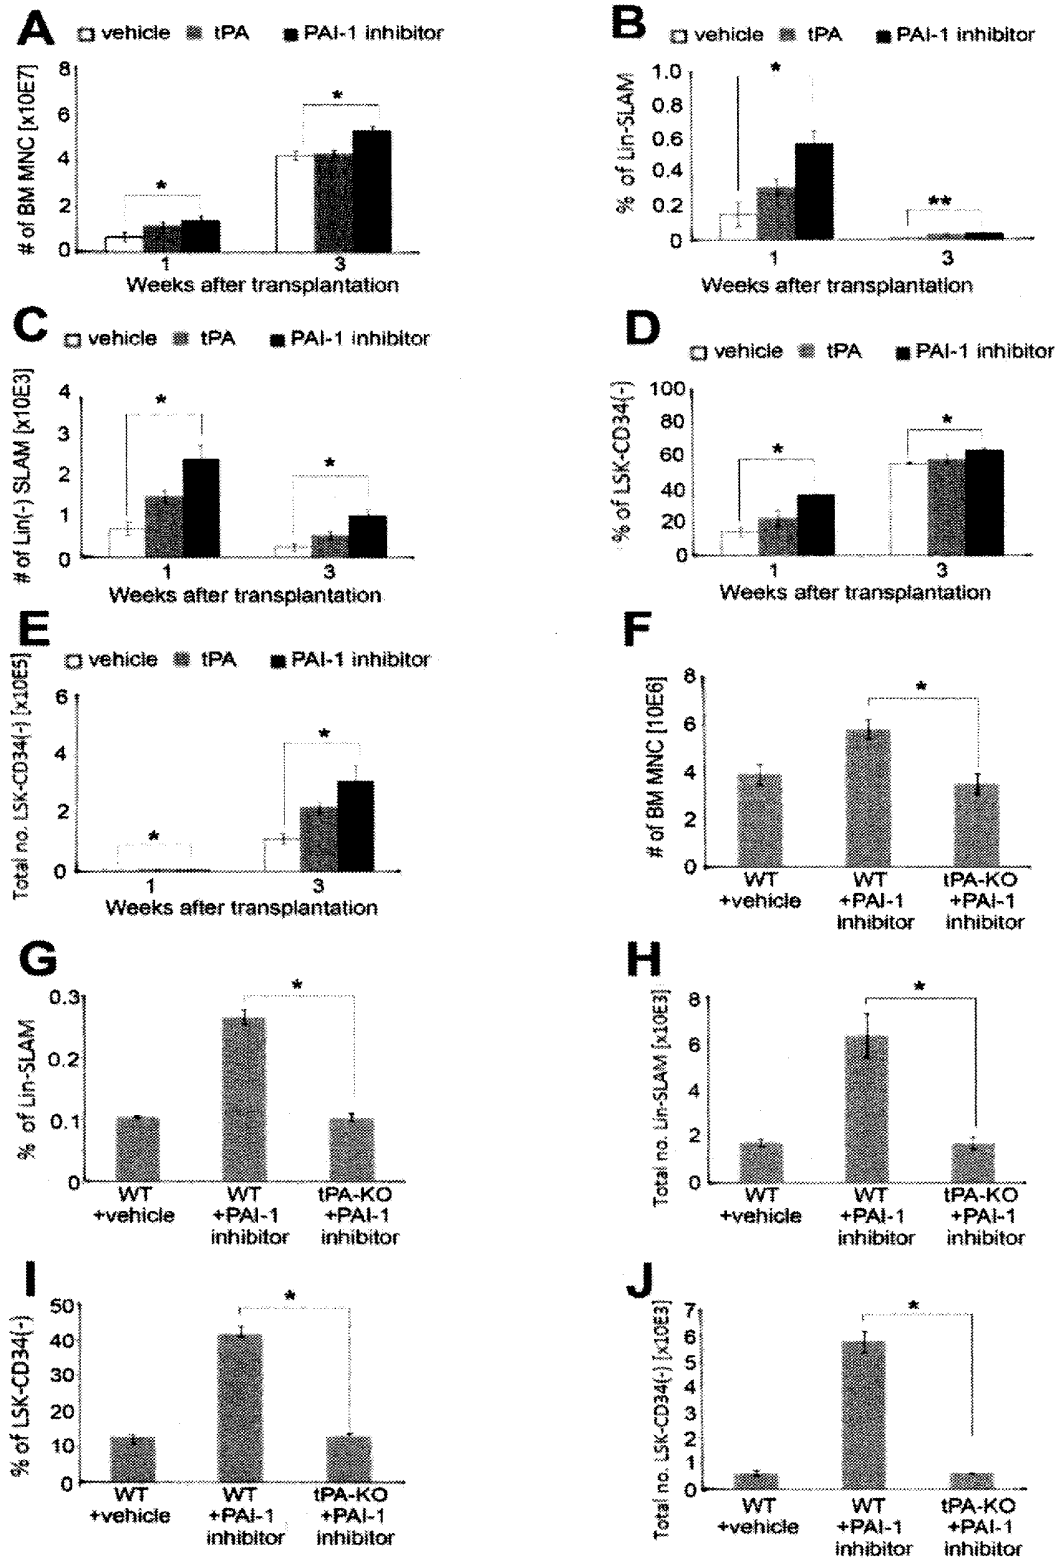 A
vehicle tPA PAI-1 inhibitor
# of BM MNC [x10E7]
8
6
4
2
0
*
*
1 3
Weeks after transplantation
B
vehicle tPA PAI-1 inhibitor
% of Lin-SLAM
1.0
0.8
0.6
0.4
0.2
0
*
**
1 3
Weeks after transplantation
C
vehicle tPA PAI-1 inhibitor
# of Lin(-) SLAM [x10E3]
4
3
2
1
0
*
*
1 3
Weeks after transplantation
D
vehicle tPA PAI-1 inhibitor
% of LSK-CD34(-)
100
80
60
40
20
0
*
*
1 3
Weeks after transplantation
E
vehicle tPA PAI-1 inhibitor
Total no. LSK-CD34(-) [x10E5]
6
4
2
0
*
*
1 3
Weeks after transplantation
F
# of BM MNC [10E6]
8
6
4
2
0
*
WT WT tPA-KO
+vehicle +PAI-1 +PAI-1
inhibitor inhibitor
G
% of Lin-SLAM
0.3
0.2
0.1
0
*
WT WT tPA-KO
+vehicle +PAI-1 +PAI-1
inhibitor inhibitor
H
Total no. Lin-SLAM [x10E3]
8
6
4
2
0
*
WT WT tPA-KO
+vehicle +PAI-1 +PAI-1
inhibitor inhibitor
I
% of LSK-CD34(-)
50
40
30
20
10
0
*
WT WT tPA-KO
+vehicle +PAI-1 +PAI-1
inhibitor inhibitor
J
Total no. LSK-CD34(-) [x10E3]
7
6
5
4
3
2
1
0
*
WT WT tPA-KO
+vehicle +PAI-1 +PAI-1
inhibitor inhibitor